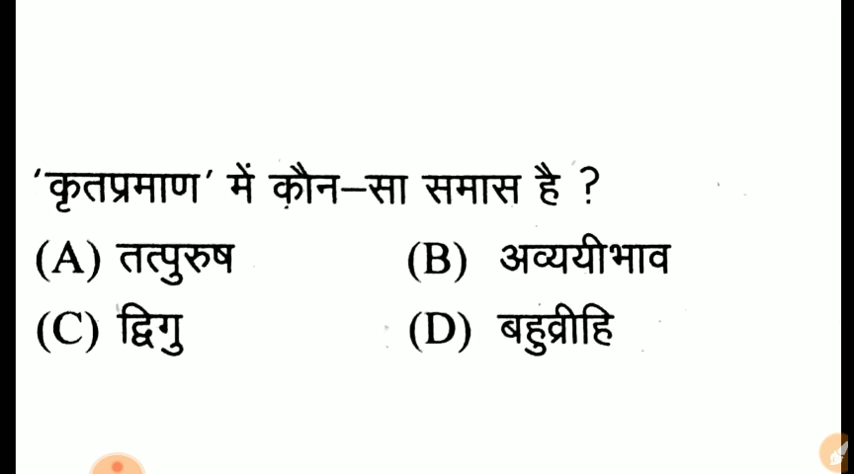 ‘कृतप्रमाण’ में कौन–सा समास है ?
(A) तत्पुरुष (B) अव्ययीभाव
(C) द्विगु (D) बहुव्रीहि